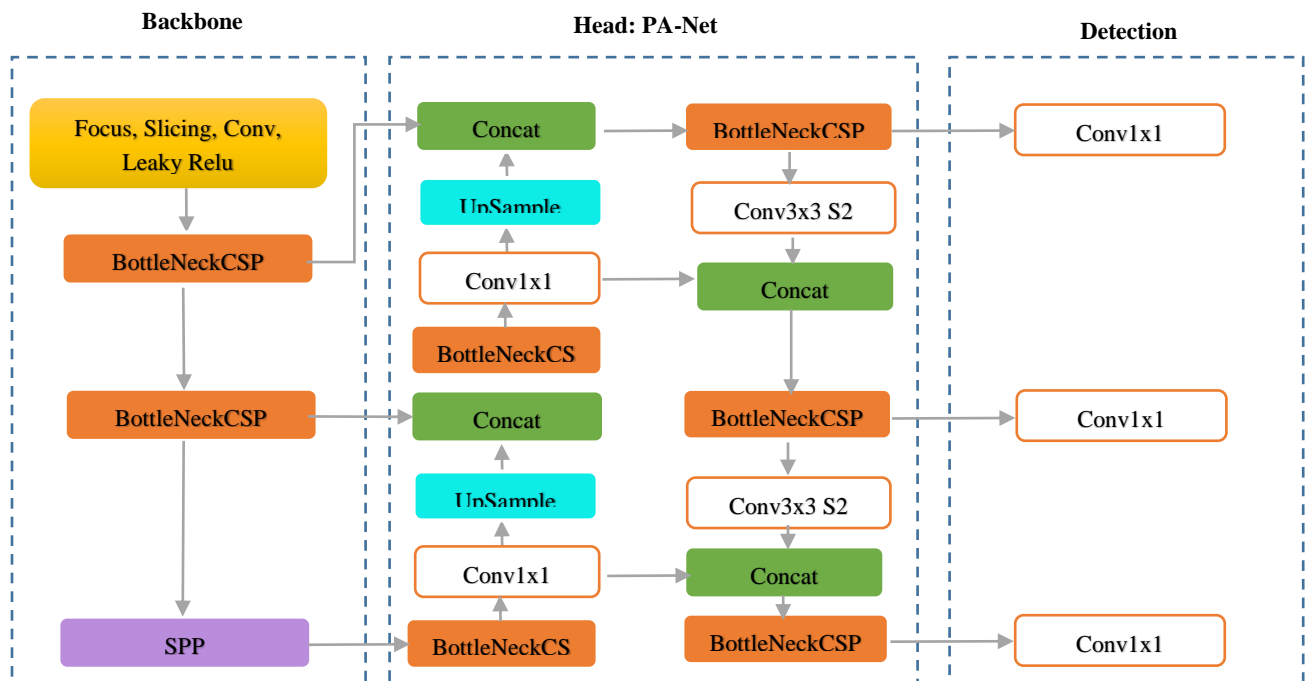 Backbone
Head: PA-Net
Detection
Focus, Slicing, Conv,
Leaky Relu
BottleNeckCSP
BottleNeckCSP
SPP
Concat
UpSample
Conv1x1
BottleNeckCS
Concat
UpSample
Conv1x1
BottleNeckCS
BottleNeckCSP
Conv3x3 S2
Concat
BottleNeckCSP
Conv3x3 S2
Concat
BottleNeckCSP
Conv1x1
Conv1x1
Conv1x1